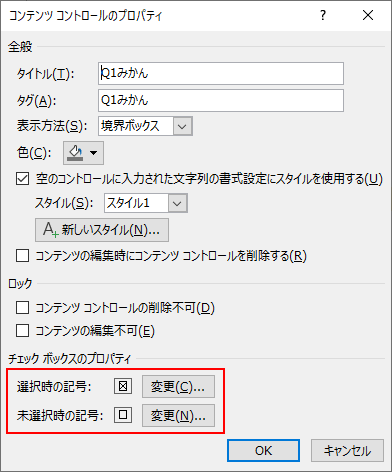 コンテンツ コントロールのプロパティ
全般
タイトル(T): Q1みかん
タグ(A): Q1みかん
表示方法(S): 境界ボックス
色(C):
空のコントロールに入力された文字列の書式設定にスタイルを使用する(U)
スタイル(S): スタイル1
新しいスタイル(N)...
コンテンツの編集時にコンテンツ コントロールを削除する(R)
ロック
コンテンツ コントロールの削除不可(D)
コンテンツの編集不可(E)
チェック ボックスのプロパティ
選択時の記号: 変更(C)...
未選択時の記号: 変更(N)...
OK キャンセル